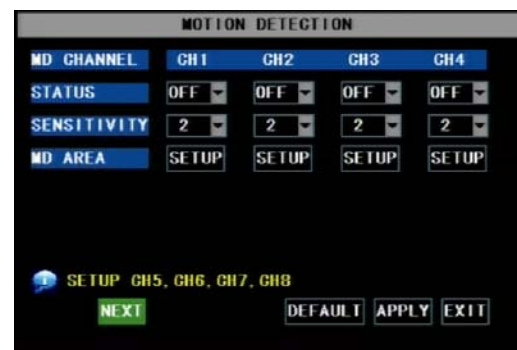 MOTION DETECTION
MD CHANNEL CH1 CH2 CH3 CH4
STATUS OFF OFF OFF OFF
SENSITIVITY 2 2 2 2
MD AREA SETUP SETUP SETUP SETUP
SETUP CH5, CH6, CH7, CH8
NEXT DEFAULT APPLY EXIT